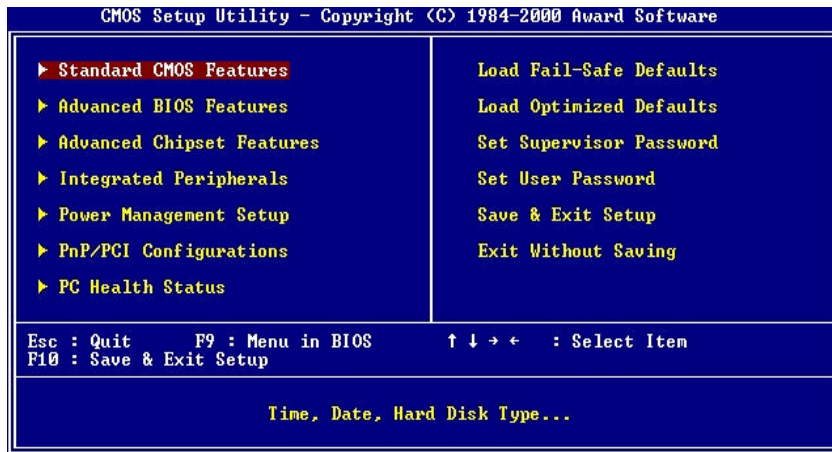 CMOS Setup Utility – Copyright (C) 1984–2000 Award Software
▶ Standard CMOS Features
▶ Advanced BIOS Features
▶ Advanced Chipset Features
▶ Integrated Peripherals
▶ Power Management Setup
▶ PnP/PCI Configurations
▶ PC Health Status
Load Fail-Safe Defaults
Load Optimized Defaults
Set Supervisor Password
Set User Password
Save & Exit Setup
Exit Without Saving
Esc : Quit F9 : Menu in BIOS ↑ ↓ → ← : Select Item
F10 : Save & Exit Setup
Time, Date, Hard Disk Type...